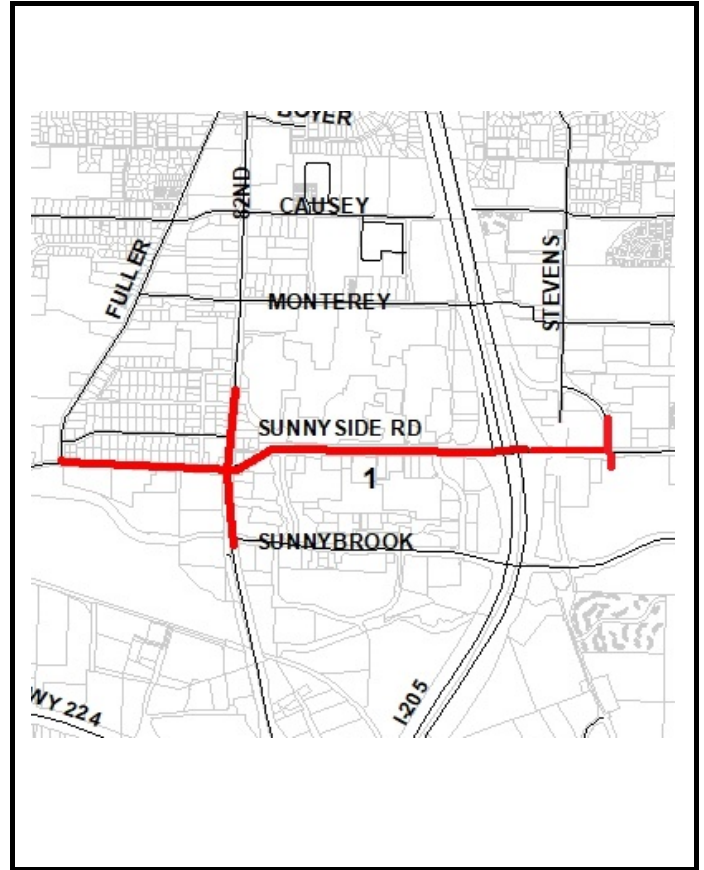 BOYER
82ND
CAUSEY
FULLER
STEVENS
MONTEREY
SUNNYSIDE RD
1
SUNNYBROOK
I-205
WY 224